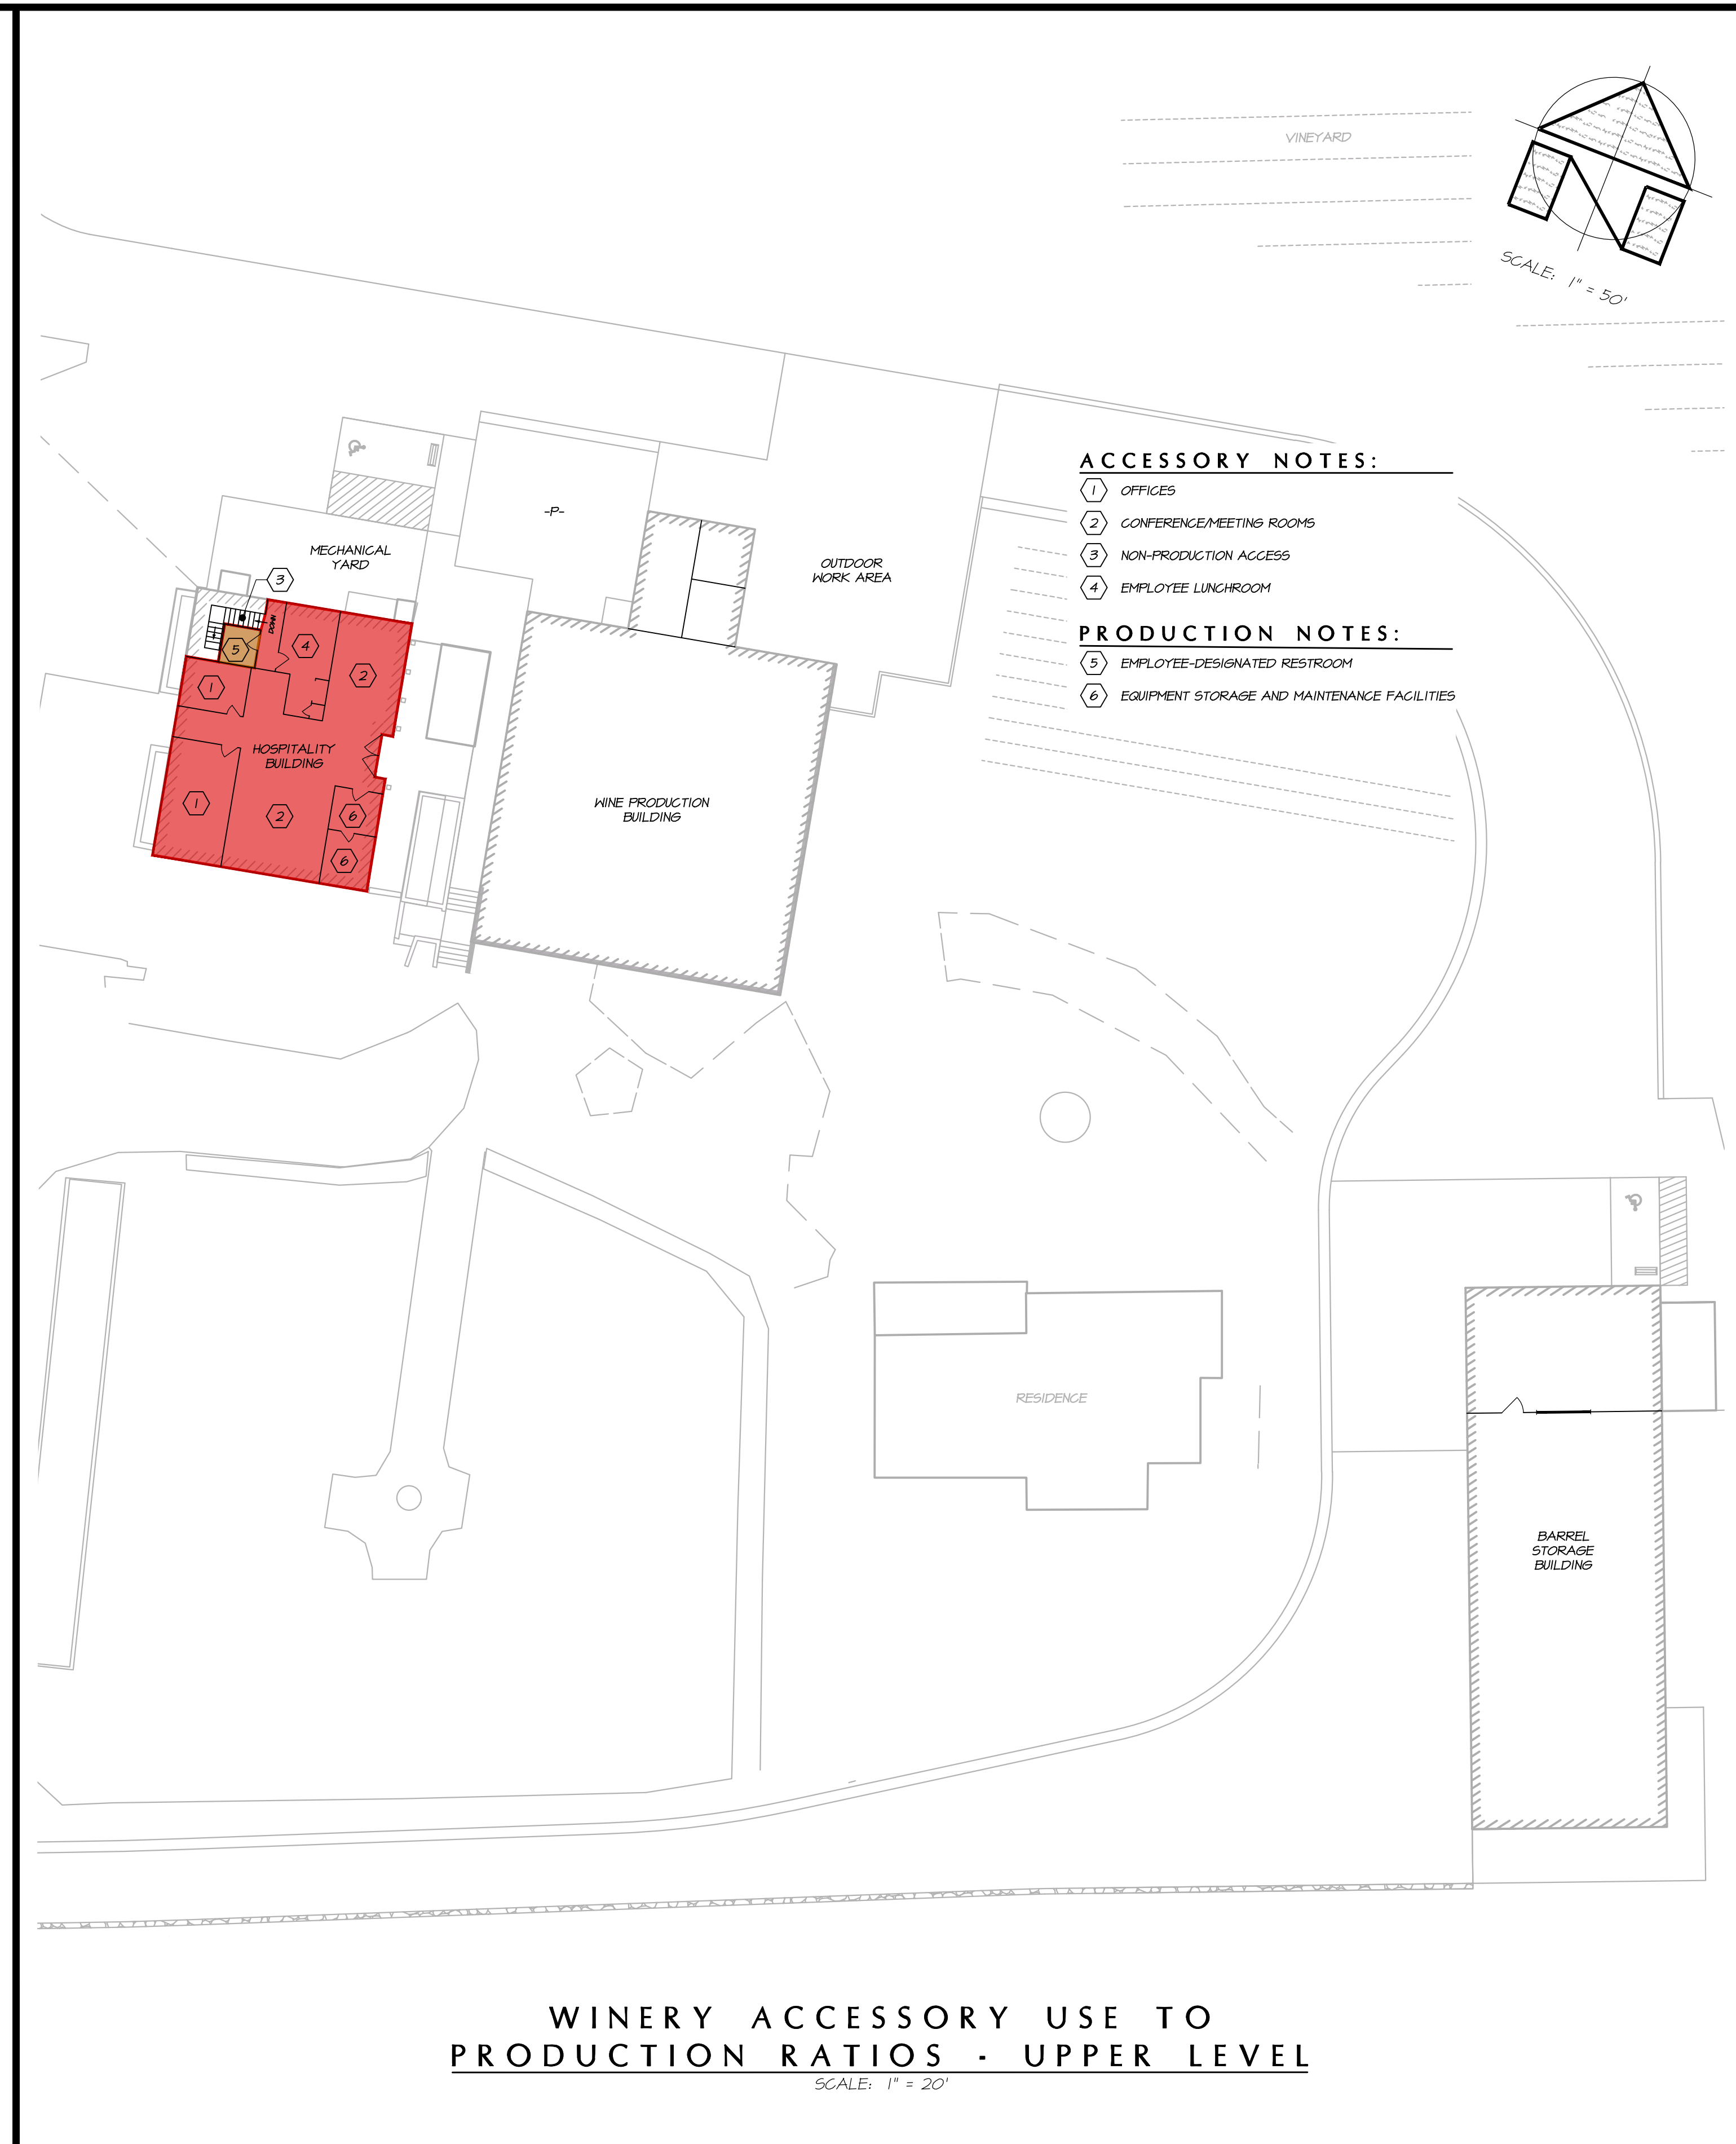 VINEYARD
SCALE: 1" = 50'
ACCESSORY NOTES:
1 OFFICES
2 CONFERENCE/MEETING ROOMS
3 NON-PRODUCTION ACCESS
4 EMPLOYEE LUNCHROOM
PRODUCTION NOTES:
5 EMPLOYEE-DESIGNATED RESTROOM
6 EQUIPMENT STORAGE AND MAINTENANCE FACILITIES
-P-
MECHANICAL
YARD
OUTDOOR
WORK AREA
3
DOWN
5
4
2
1
HOSPITALITY
BUILDING
1
2
6
6
WINE PRODUCTION
BUILDING
RESIDENCE
BARREL
STORAGE
BUILDING
WINERY ACCESSORY USE TO
PRODUCTION RATIOS - UPPER LEVEL
SCALE: 1" = 20'